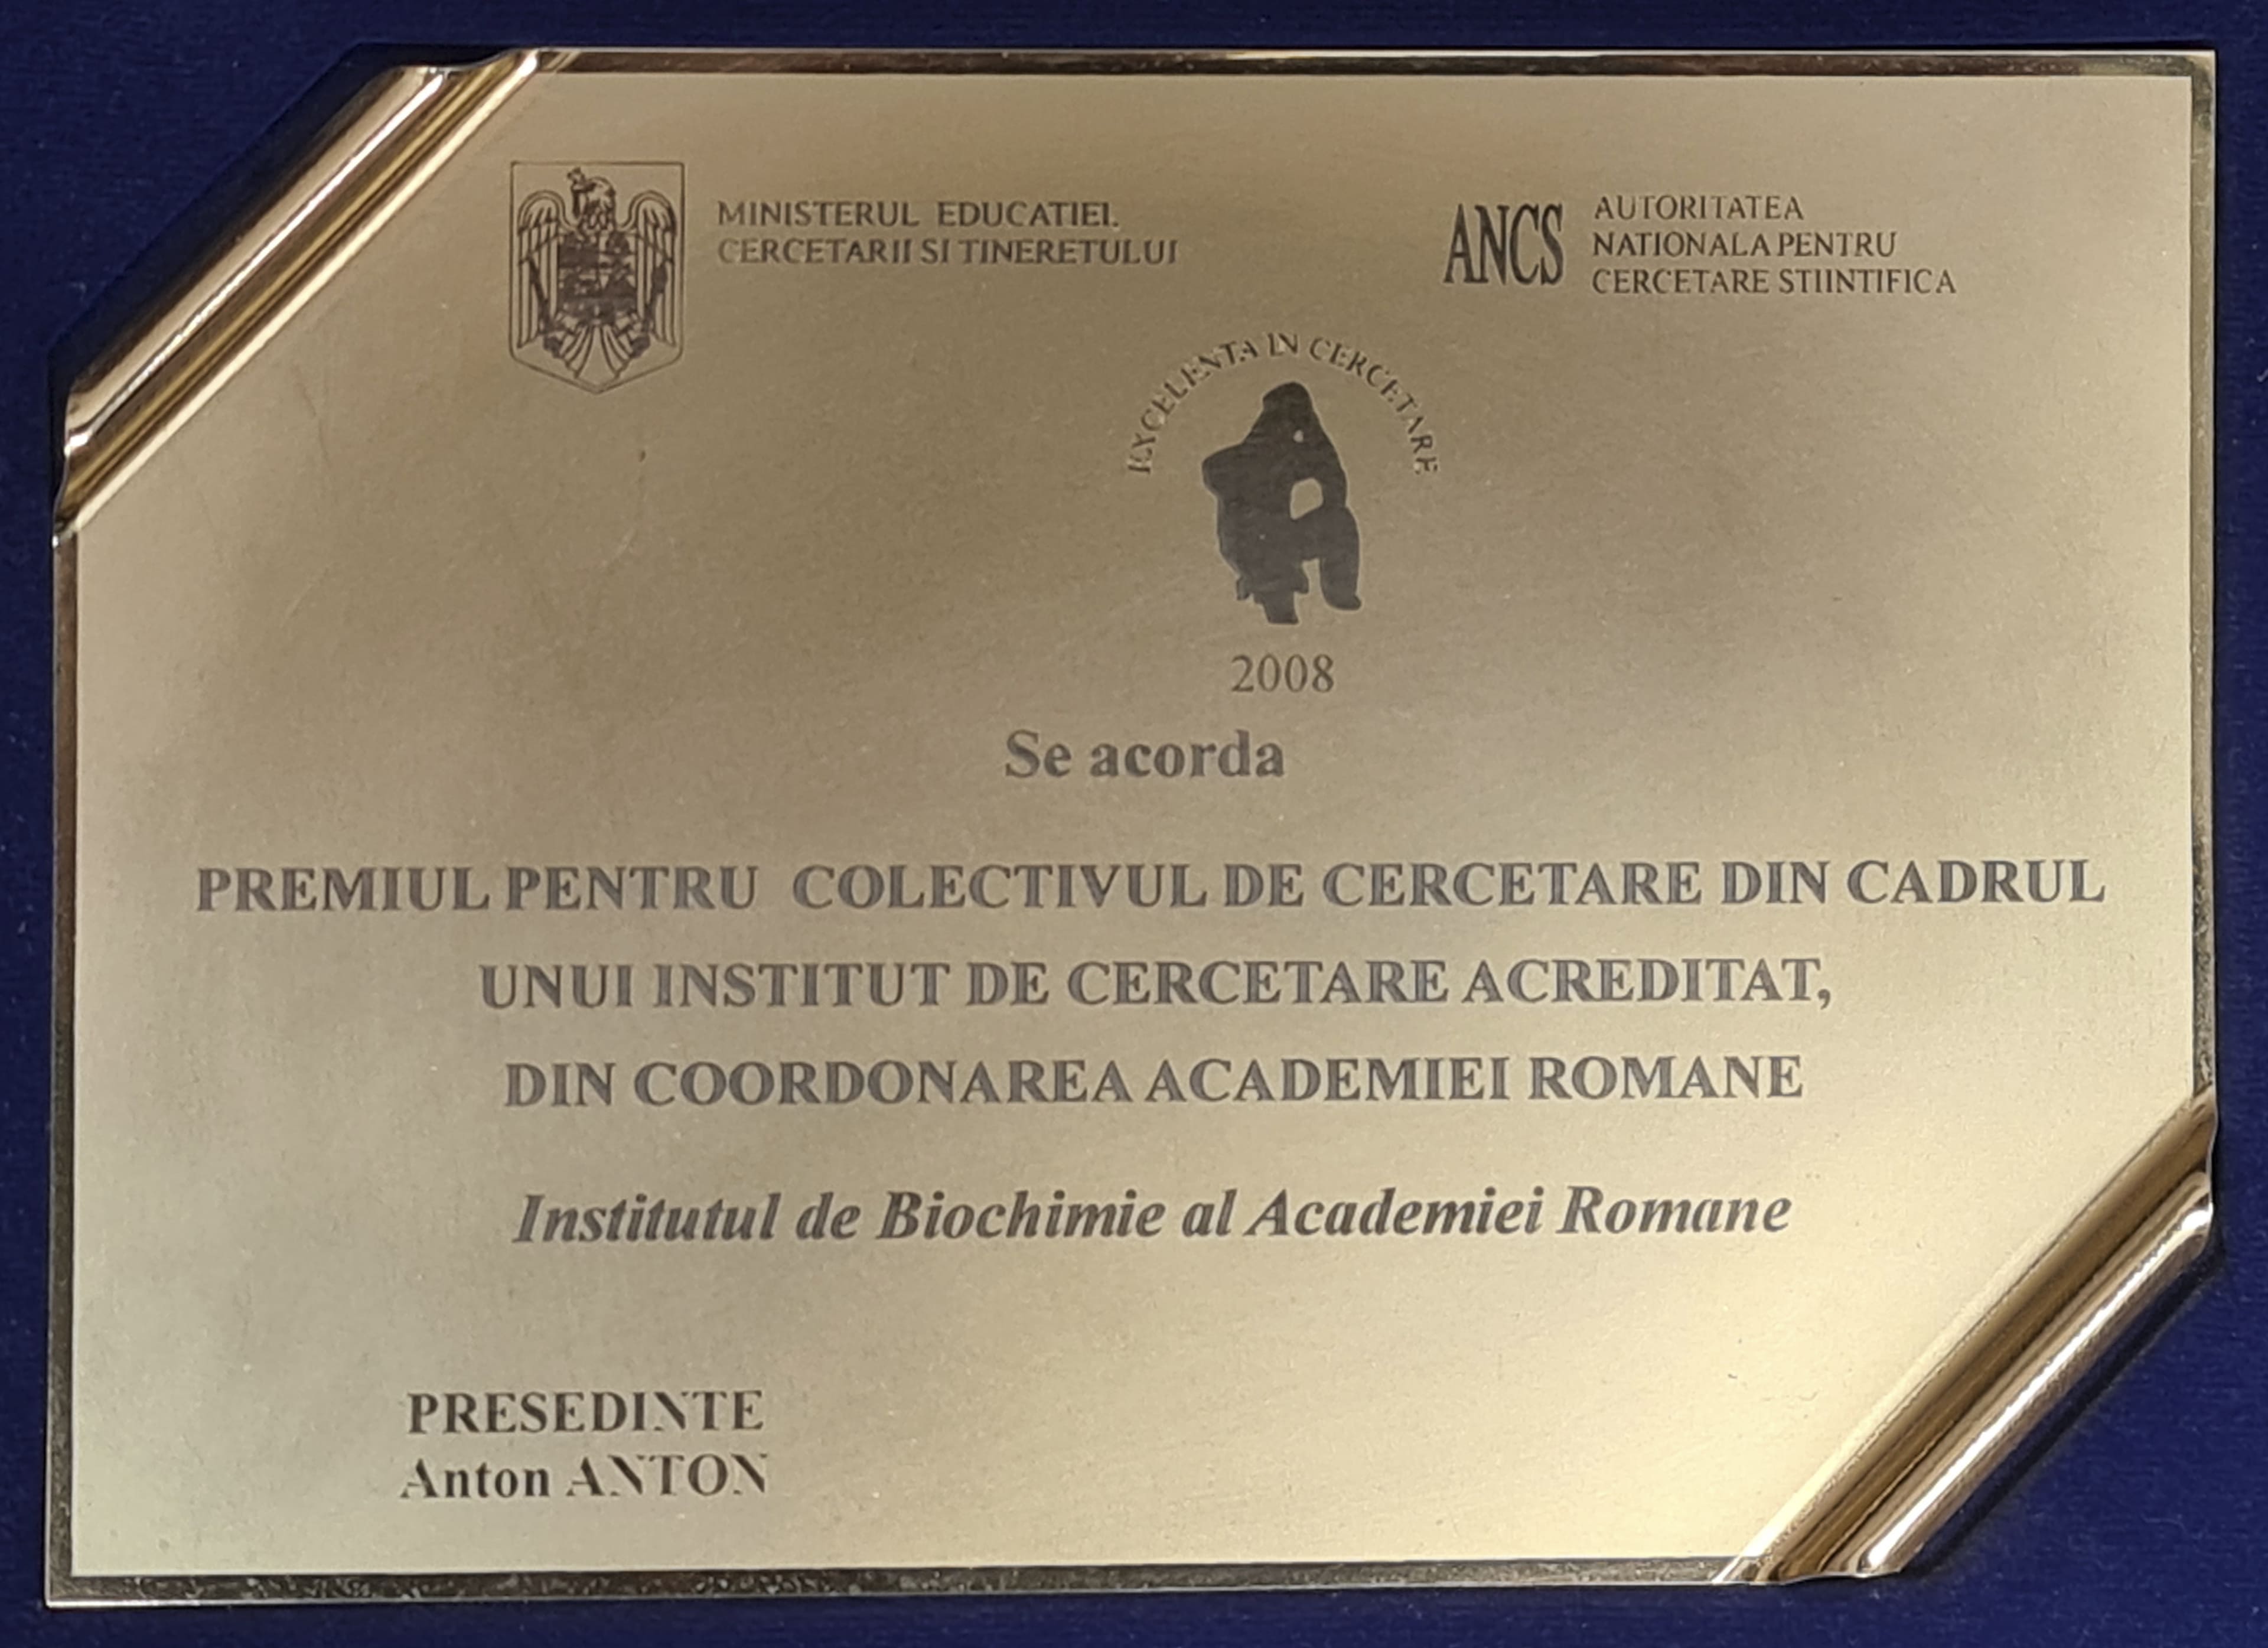 MINISTERUL EDUCATIEI,
CERCETARII SI TINERETULUI
ANCS
AUTORITATEA
NATIONALA PENTRU
CERCETARE STIINTIFICA
EXCELENTA IN CERCETARE
2008
Se acorda
PREMIUL PENTRU COLECTIVUL DE CERCETARE DIN CADRUL
UNUI INSTITUT DE CERCETARE ACREDITAT,
DIN COORDONAREA ACADEMIEI ROMANE
Institutul de Biochimie al Academiei Romane
PRESEDINTE
Anton ANTON